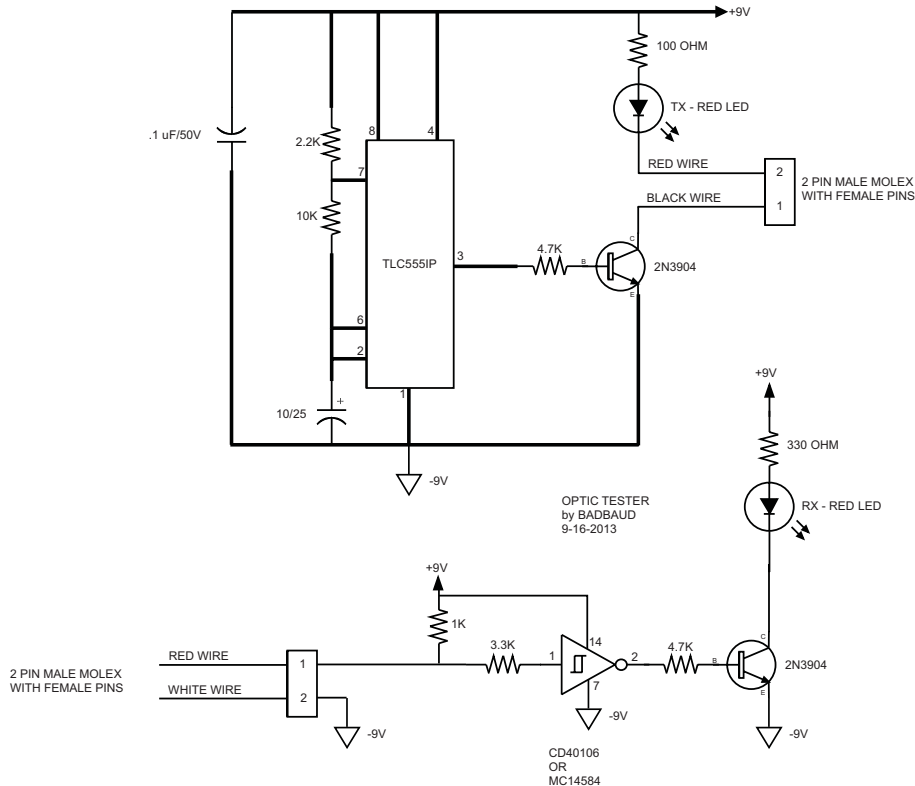 +9V
100 OHM
TX - RED LED
.1 uF/50V
8
4
2.2K
7
RED WIRE
2
2 PIN MALE MOLEX
WITH FEMALE PINS
BLACK WIRE
1
10K
TLC555IP
3
4.7K
B
C
E
2N3904
6
2
1
10/25
+
-9V
+9V
330 OHM
RX - RED LED
OPTIC TESTER
by BADBAUD
9-16-2013
+9V
1K
3.3K
14
1
2
4.7K
B
C
E
2N3904
7
RED WIRE
1
2 PIN MALE MOLEX
WITH FEMALE PINS
WHITE WIRE
2
-9V
-9V
-9V
CD40106
OR
MC14584